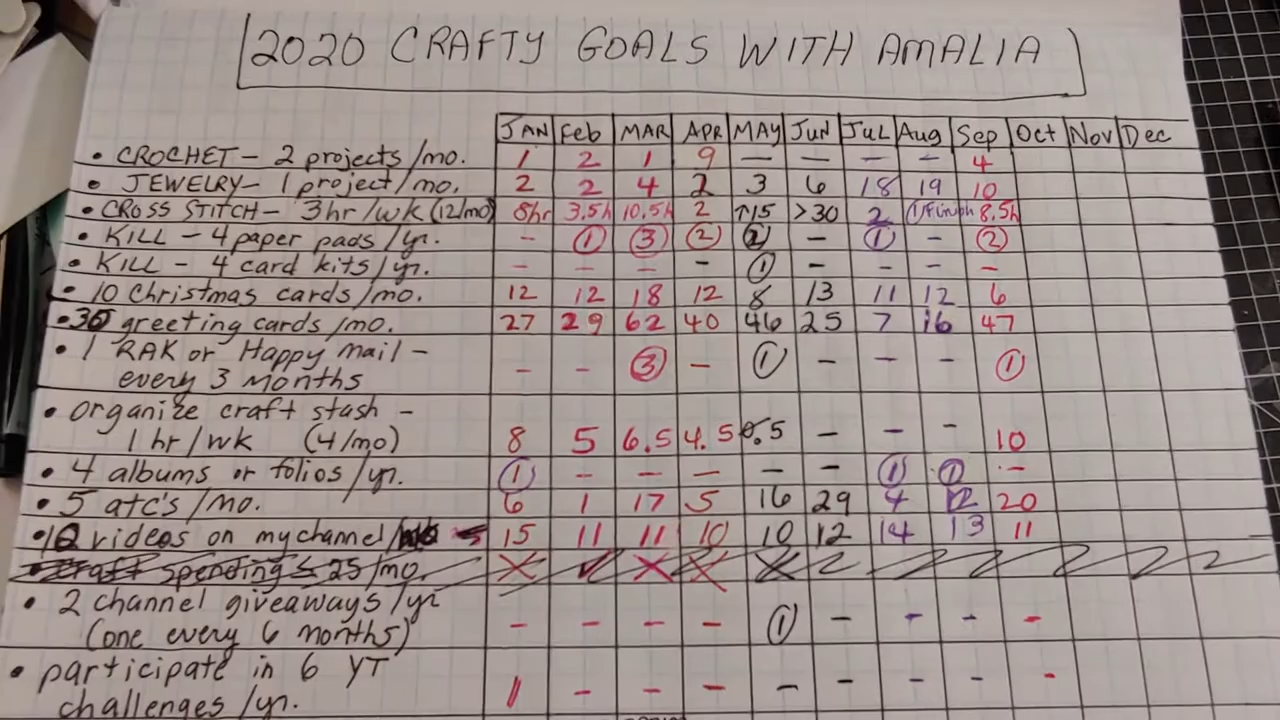 2020 CRAFTY GOALS WITH AMALIA
JAN Feb MAR APR MAY Jun Jul Aug Sep Oct Nov Dec
• CROCHET - 2 projects /mo. 1 2 1 9 — — — — 4
• JEWELRY - 1 project/mo. 2 2 4 2 3 6 18 19 10
• CROSS STITCH - 3hr/wk (12/mo) 8hr 3.5h 10.5h 2 ↑15 >30 2 8.5h
• KILL - 4 paper pads /yr. – 1 3 2 2 – 1 – 2
• KILL - 4 card kits/yr. – – – – 1 – – – –
• 10 Christmas cards /mo. 12 12 18 12 8 13 11 12 6
• 30 greeting cards /mo. 27 29 62 40 46 25 7 16 47
• 1 RAK or Happy mail -
every 3 Months – – 3 – 1 – – – 1
• organize craft stash -
1 hr/wk (4/mo) 8 5 6.5 4.5 0.5 – – – 10
• 4 albums or folios /yr. 1 – – – – – 1 1 –
• 5 atc's /mo. 6 1 17 5 16 29 4 12 20
• 10 videos on my channel/mo 15 11 11 10 10 12 14 13 11
• craft spending ≤ 25/mo. X ✓ X X X
• 2 channel giveaways /yr
(one every 6 months) – – – – 1 – – – –
• participate in 6 YT
challenges /yr. 1 – – – – – – – –